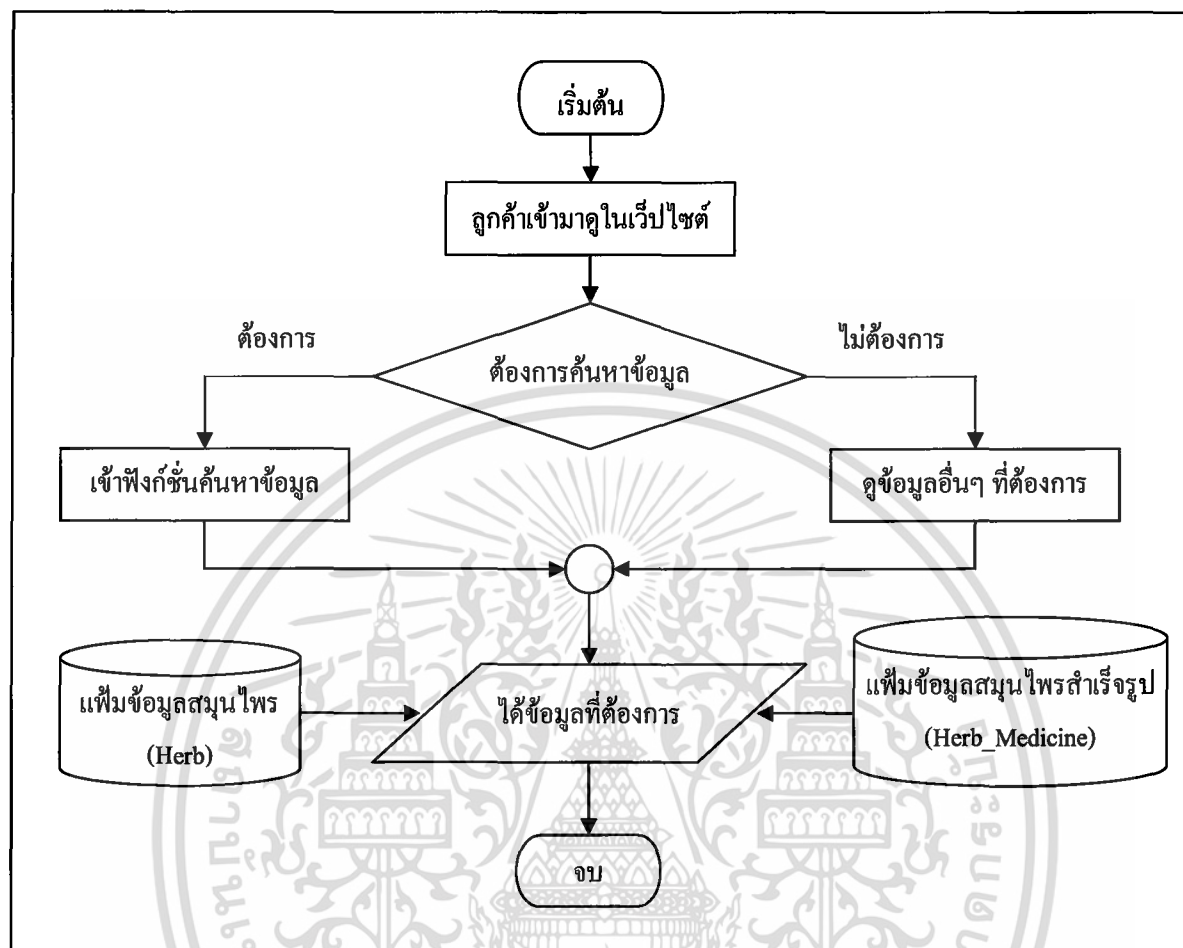 เริ่มต้น
ลูกค้าเข้ามาดูในเว็ปไซต์
ต้องการ
ไม่ต้องการ
ต้องการค้นหาข้อมูล
เข้าฟังก์ชั่นค้นหาข้อมูล
ดูข้อมูลอื่นๆ ที่ต้องการ
แฟ้มข้อมูลสมุนไพร
(Herb)
ได้ข้อมูลที่ต้องการ
แฟ้มข้อมูลสมุนไพรสำเร็จรูป
(Herb_Medicine)
จบ